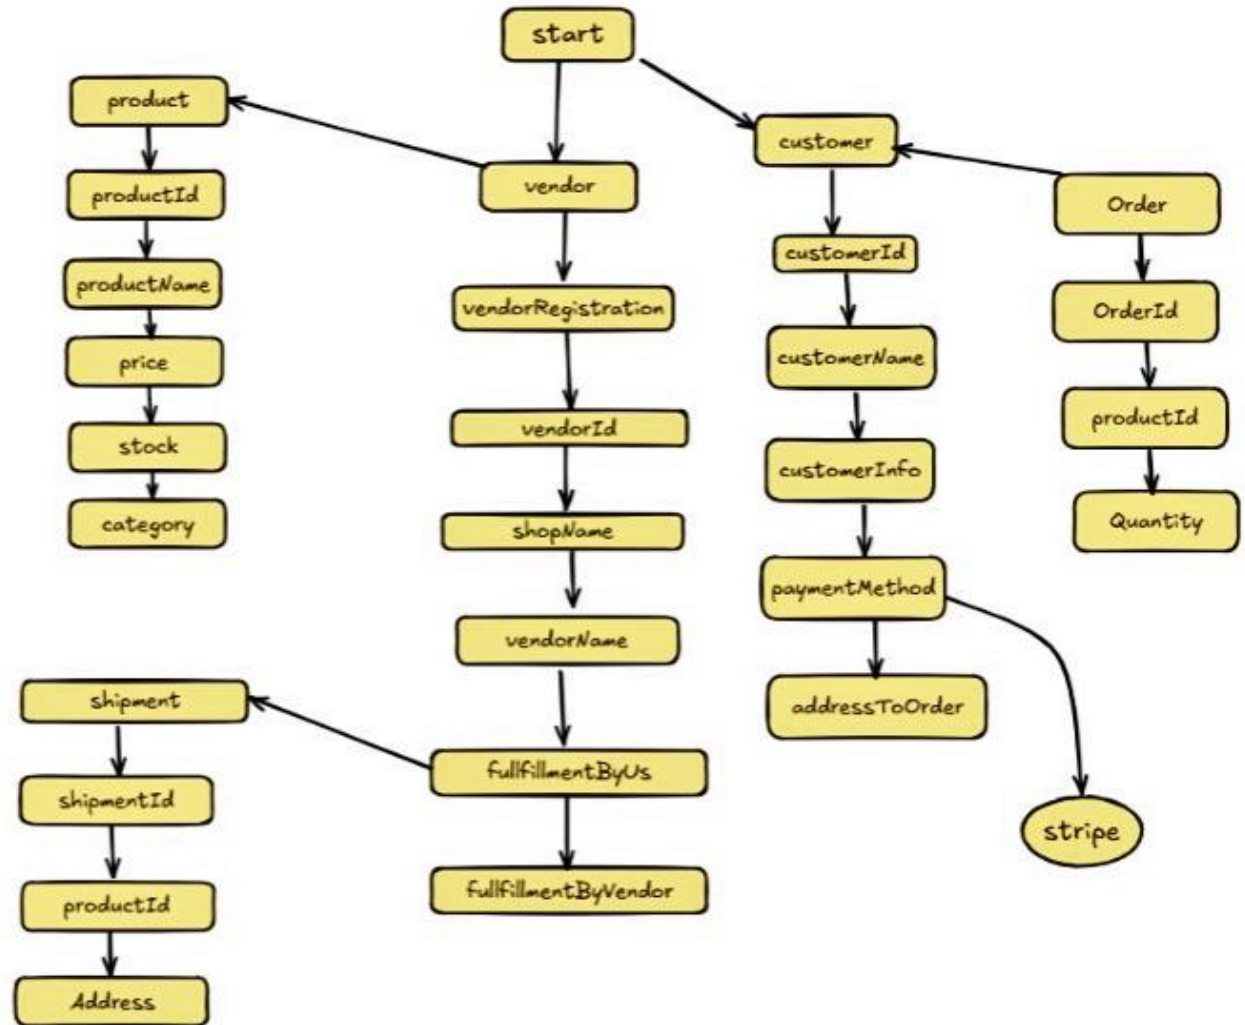 start
product
customer
vendor
productId
Order
customerId
productName
vendorRegistration
OrderId
price
customerName
productId
vendorId
stock
customerInfo
category
shopName
Quantity
paymentMethod
vendorName
shipment
addressToOrder
fullfillmentByUs
shipmentId
stripe
fullfillmentByVendor
productId
Address